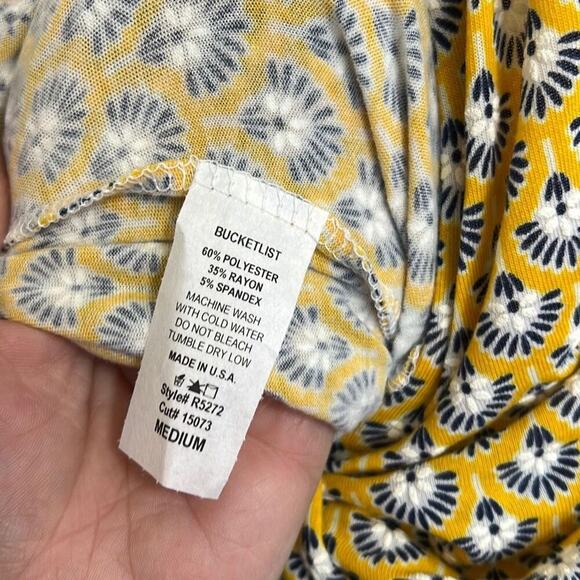 BUCKETLIST
60% POLYESTER
35% RAYON
5% SPANDEX
MACHINE WASH
WITH COLD WATER
DO NOT BLEACH
TUMBLE DRY LOW
MADE IN U.S.A.
Style# R5272
Cut# 15073
MEDIUM